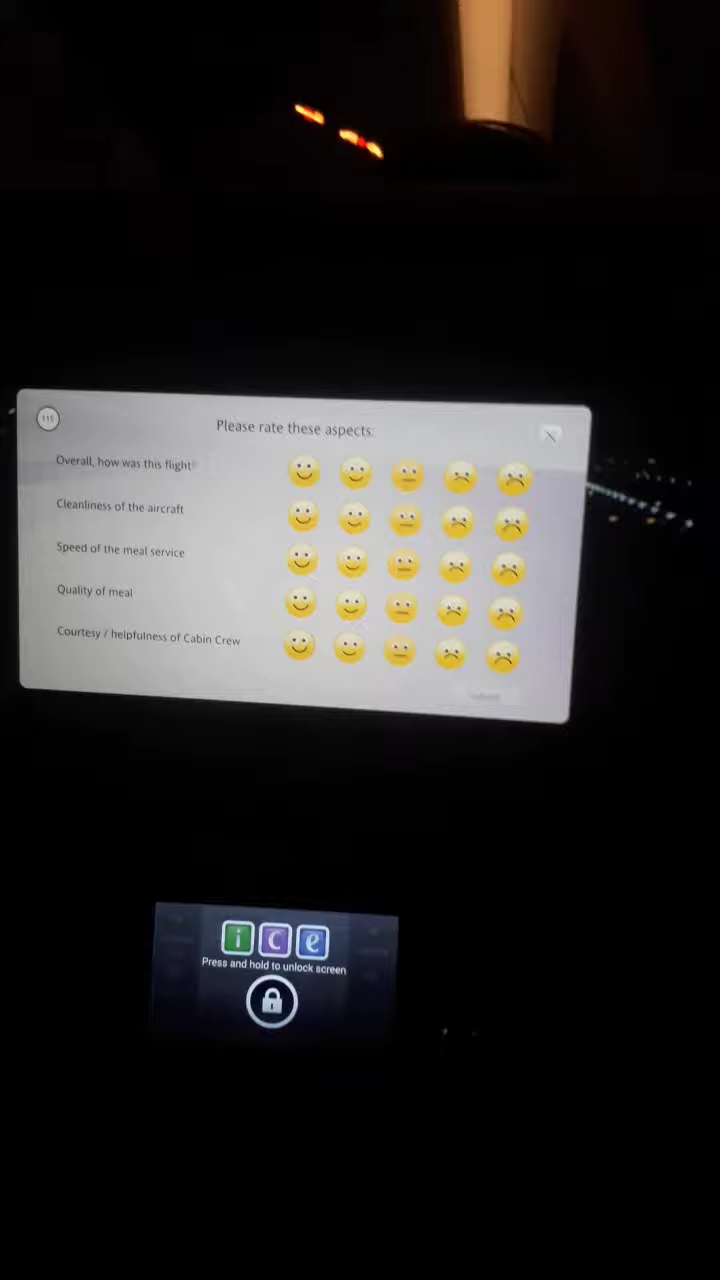 115
Please rate these aspects:
Overall, how was this flight?
Cleanliness of the aircraft
Speed of the meal service
Quality of meal
Courtesy / helpfulness of Cabin Crew
i c e
Press and hold to unlock screen